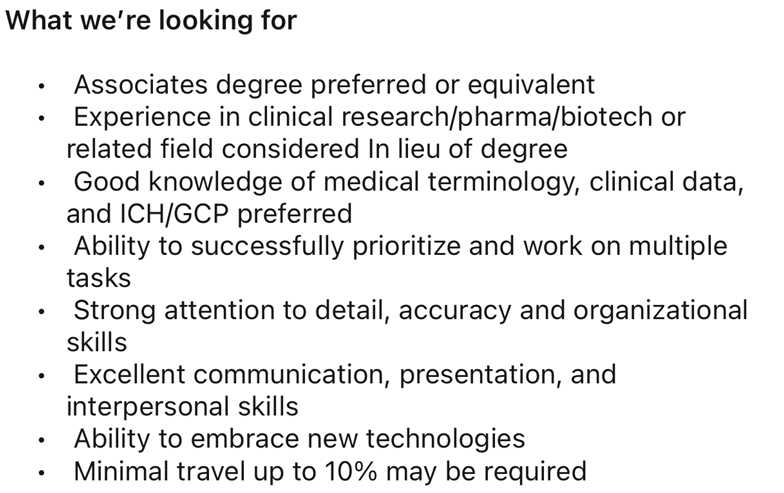 What we’re looking for
• Associates degree preferred or equivalent
• Experience in clinical research/pharma/biotech or
related field considered In lieu of degree
• Good knowledge of medical terminology, clinical data,
and ICH/GCP preferred
• Ability to successfully prioritize and work on multiple
tasks
• Strong attention to detail, accuracy and organizational
skills
• Excellent communication, presentation, and
interpersonal skills
• Ability to embrace new technologies
• Minimal travel up to 10% may be required